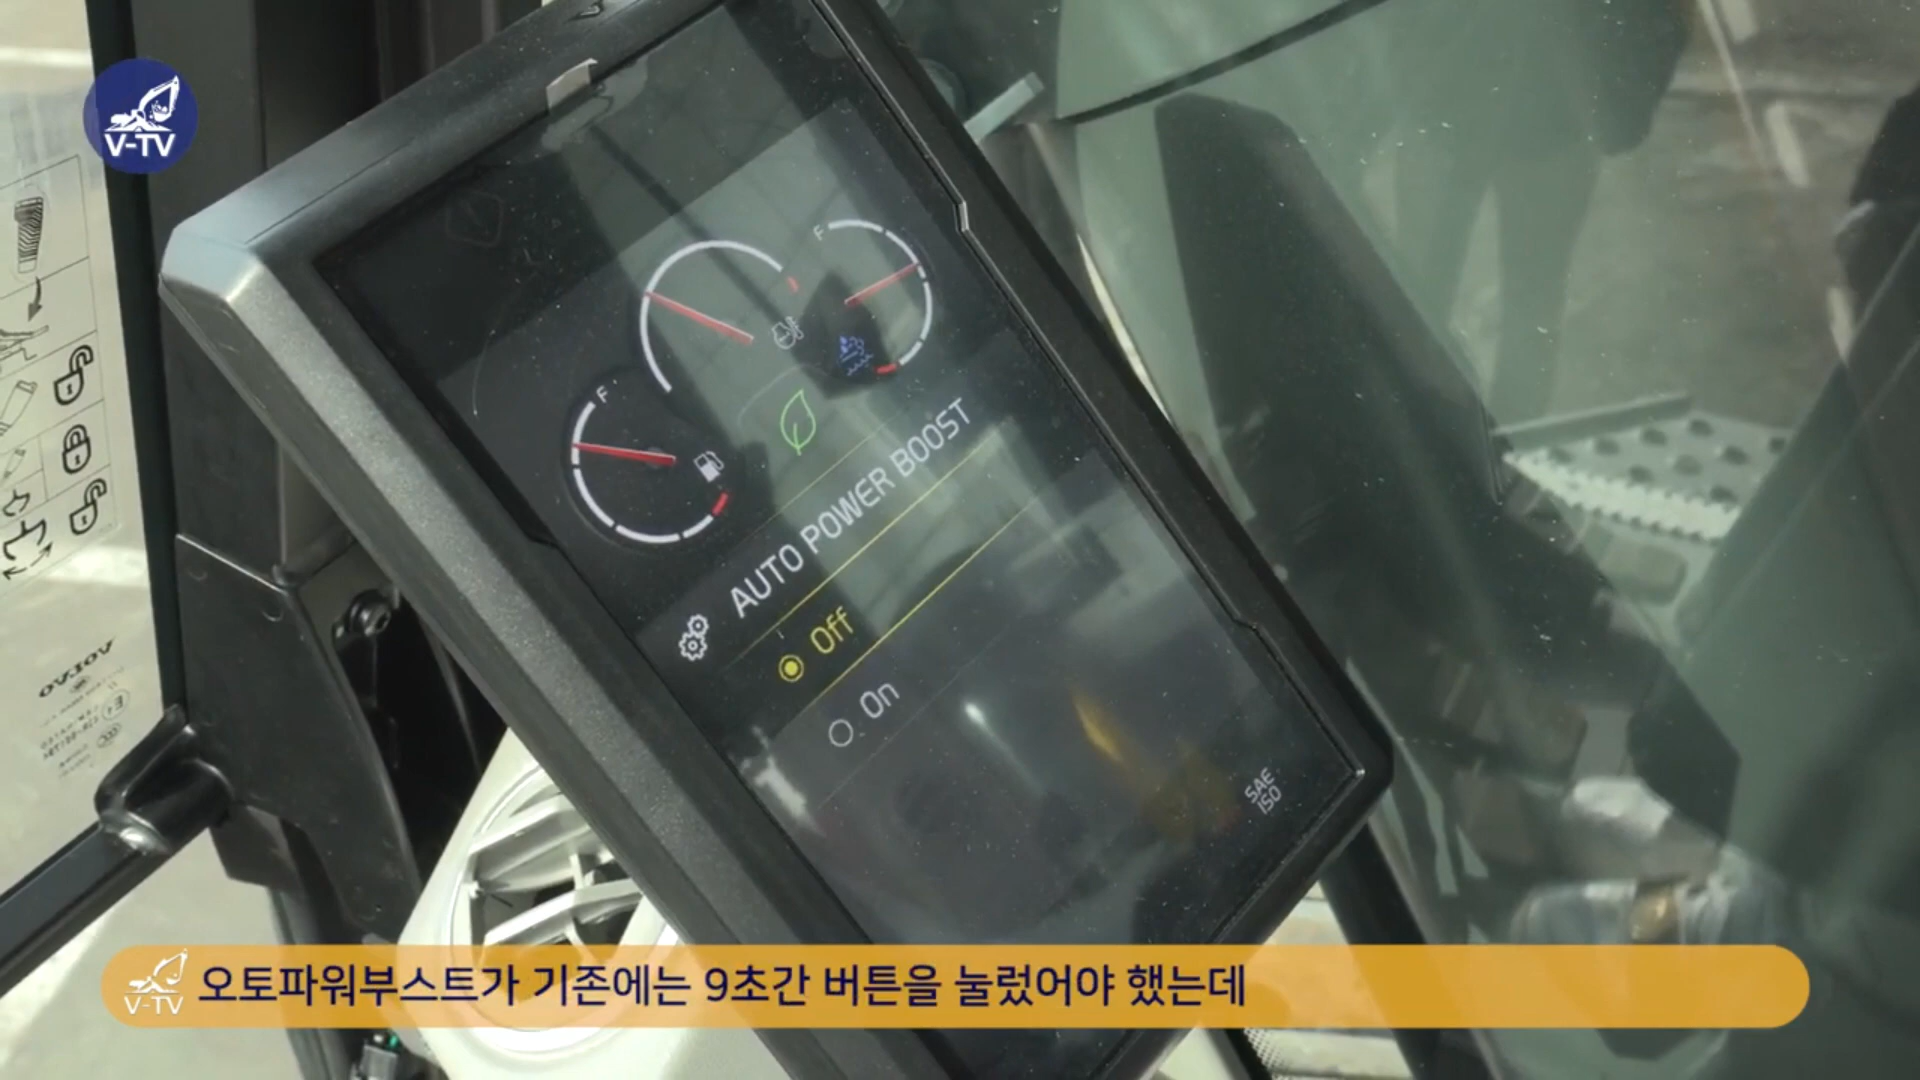 V-TV
F
F
AUTO POWER BOOST
Off
On
SAE
ISO
VOLVO
V-TV
오토파워부스트가 기존에는 9초간 버튼을 눌렀어야 했는데